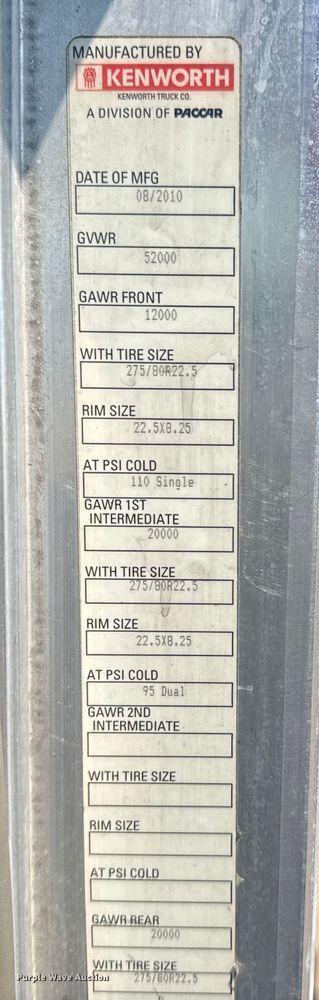 MANUFACTURED BY
KENWORTH
KENWORTH TRUCK CO.
A DIVISION OF PACCAR
DATE OF MFG
08/2010
GVWR
52000
GAWR FRONT
12000
WITH TIRE SIZE
275/80R22.5
RIM SIZE
22.5X8.25
AT PSI COLD
110 Single
GAWR 1ST
INTERMEDIATE
20000
WITH TIRE SIZE
275/80R22.5
RIM SIZE
22.5X8.25
AT PSI COLD
95 Dual
GAWR 2ND
INTERMEDIATE
WITH TIRE SIZE
RIM SIZE
AT PSI COLD
GAWR REAR
20000
WITH TIRE SIZE
275/80R22.5
Purple Wave Auction